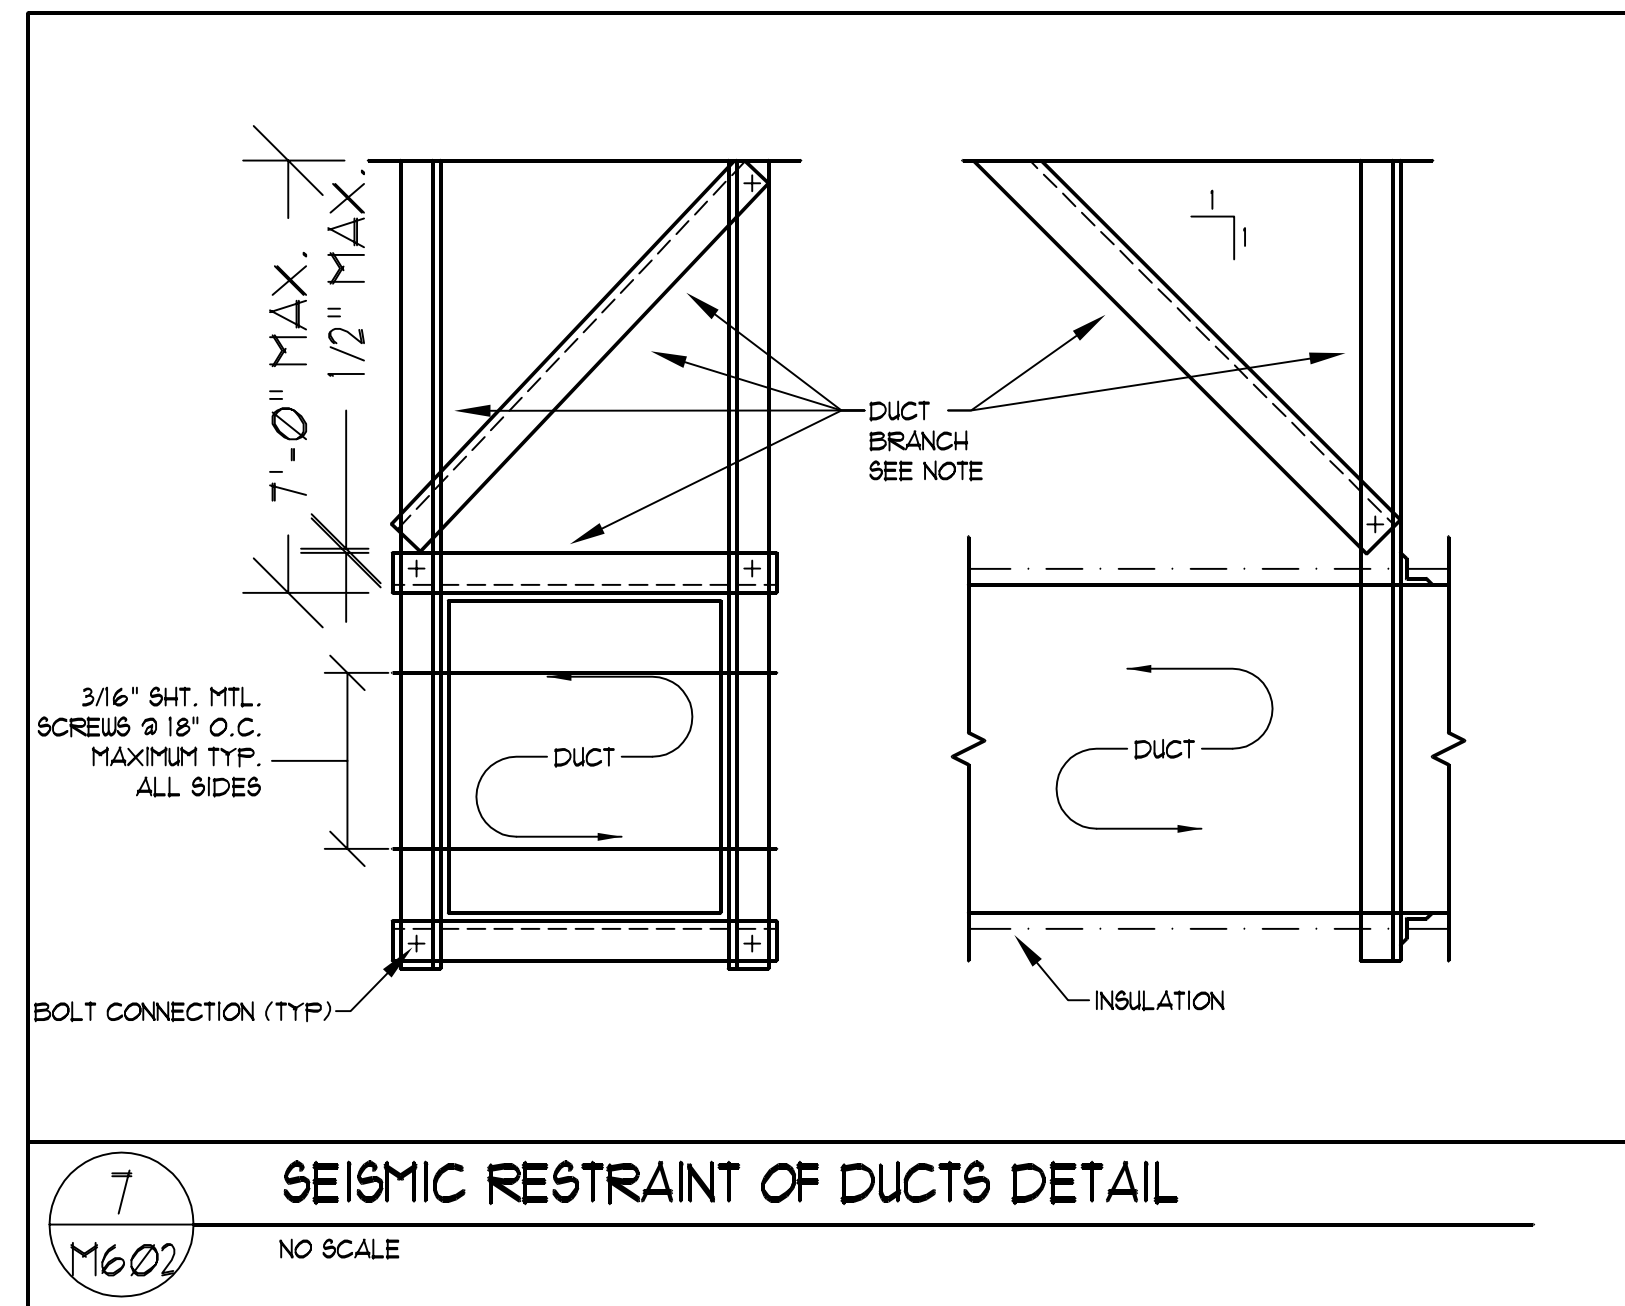 7'-0" MAX.
1/2" MAX.
1
1
DUCT
BRANCH
SEE NOTE
3/16" SHT. MTL.
SCREWS @ 18" O.C.
MAXIMUM TYP.
ALL SIDES
DUCT
DUCT
BOLT CONNECTION (TYP)
INSULATION
7
M602
SEISMIC RESTRAINT OF DUCTS DETAIL
NO SCALE